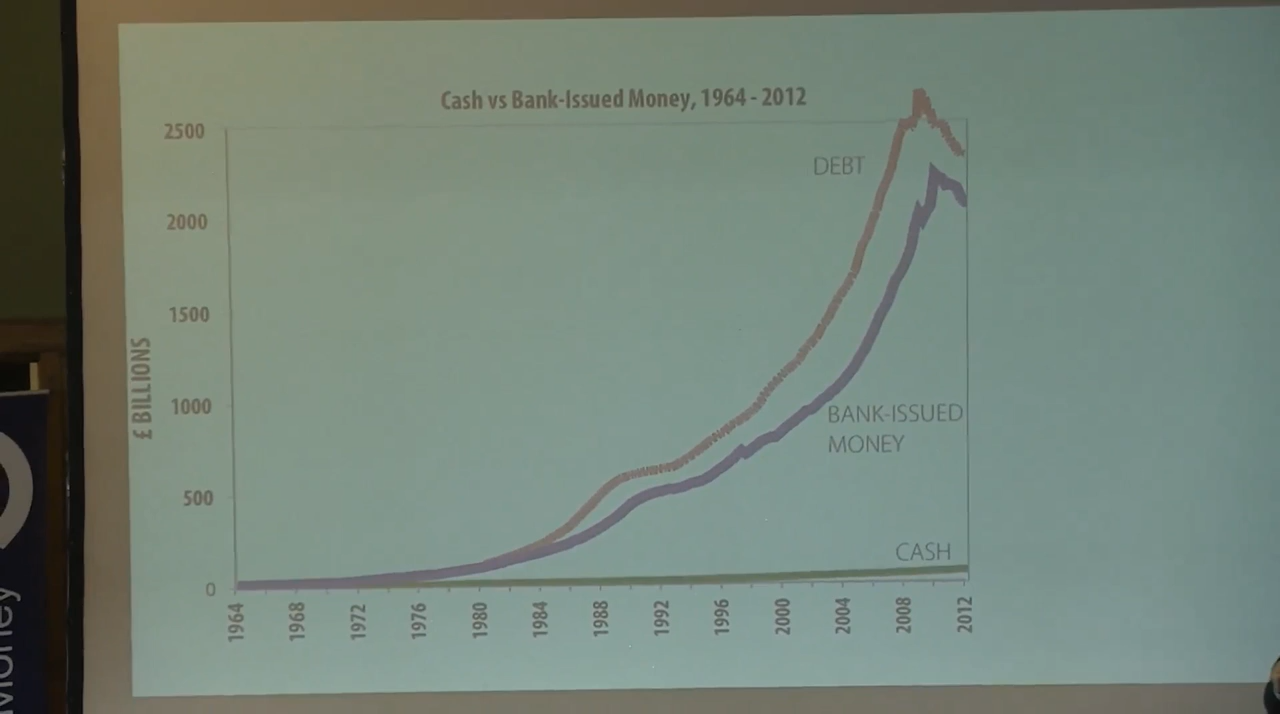 Cash vs Bank-Issued Money, 1964 - 2012
2500
2000
1500
1000
500
0
£ BILLIONS
DEBT
BANK-ISSUED
MONEY
CASH
1964
1968
1972
1976
1980
1984
1988
1992
1996
2000
2004
2008
2012
Money